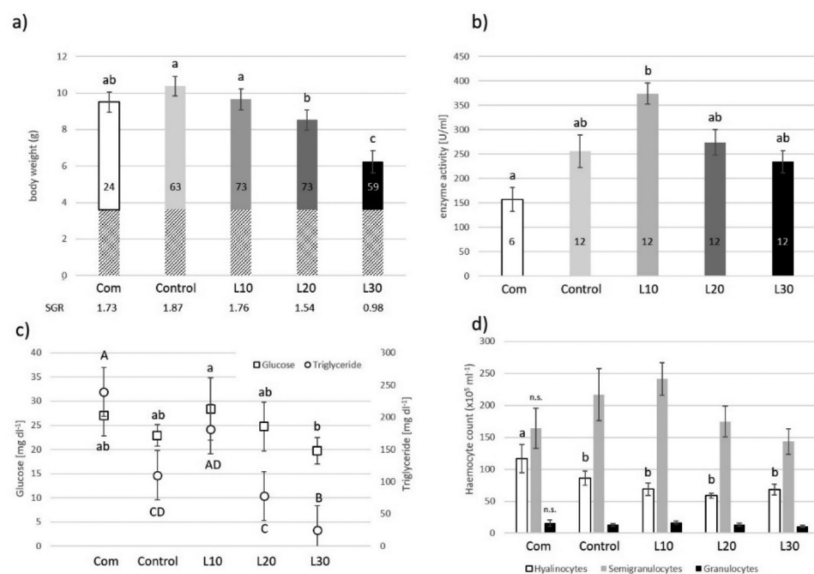 a)
12
10
8
6
4
2
0
body weight (g)
ab
a
a
b
c
24
63
73
73
59
Com Control L10 L20 L30
SGR 1.73 1.87 1.76 1.54 0.98
b)
450
400
350
300
250
200
150
100
50
0
enzyme activity [U/ml]
a
ab
b
ab
ab
6
12
12
12
12
Com Control L10 L20 L30
c)
40
35
30
25
20
15
10
5
0
Glucose [mg dl-1]
300
250
200
150
100
50
0
Triglyceride [mg dl-1]
Glucose
Triglyceride
A
ab
ab
CD
a
AD
ab
C
b
B
Com Control L10 L20 L30
d)
300
250
200
150
100
50
0
Haemocyte count (x10⁵ ml⁻¹)
a
n.s.
n.s.
b
b
b
b
Com Control L10 L20 L30
Hyalinocytes Semigranulocytes Granulocytes